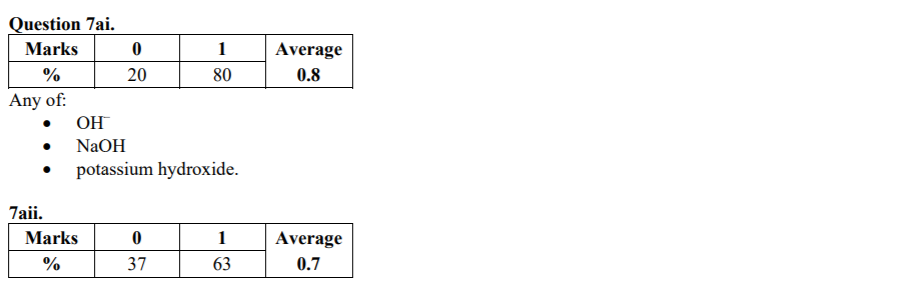 Question 7ai.
Marks 0 1 Average
% 20 80 0.8
Any of:
• OH⁻
• NaOH
• potassium hydroxide.
7aii.
Marks 0 1 Average
% 37 63 0.7